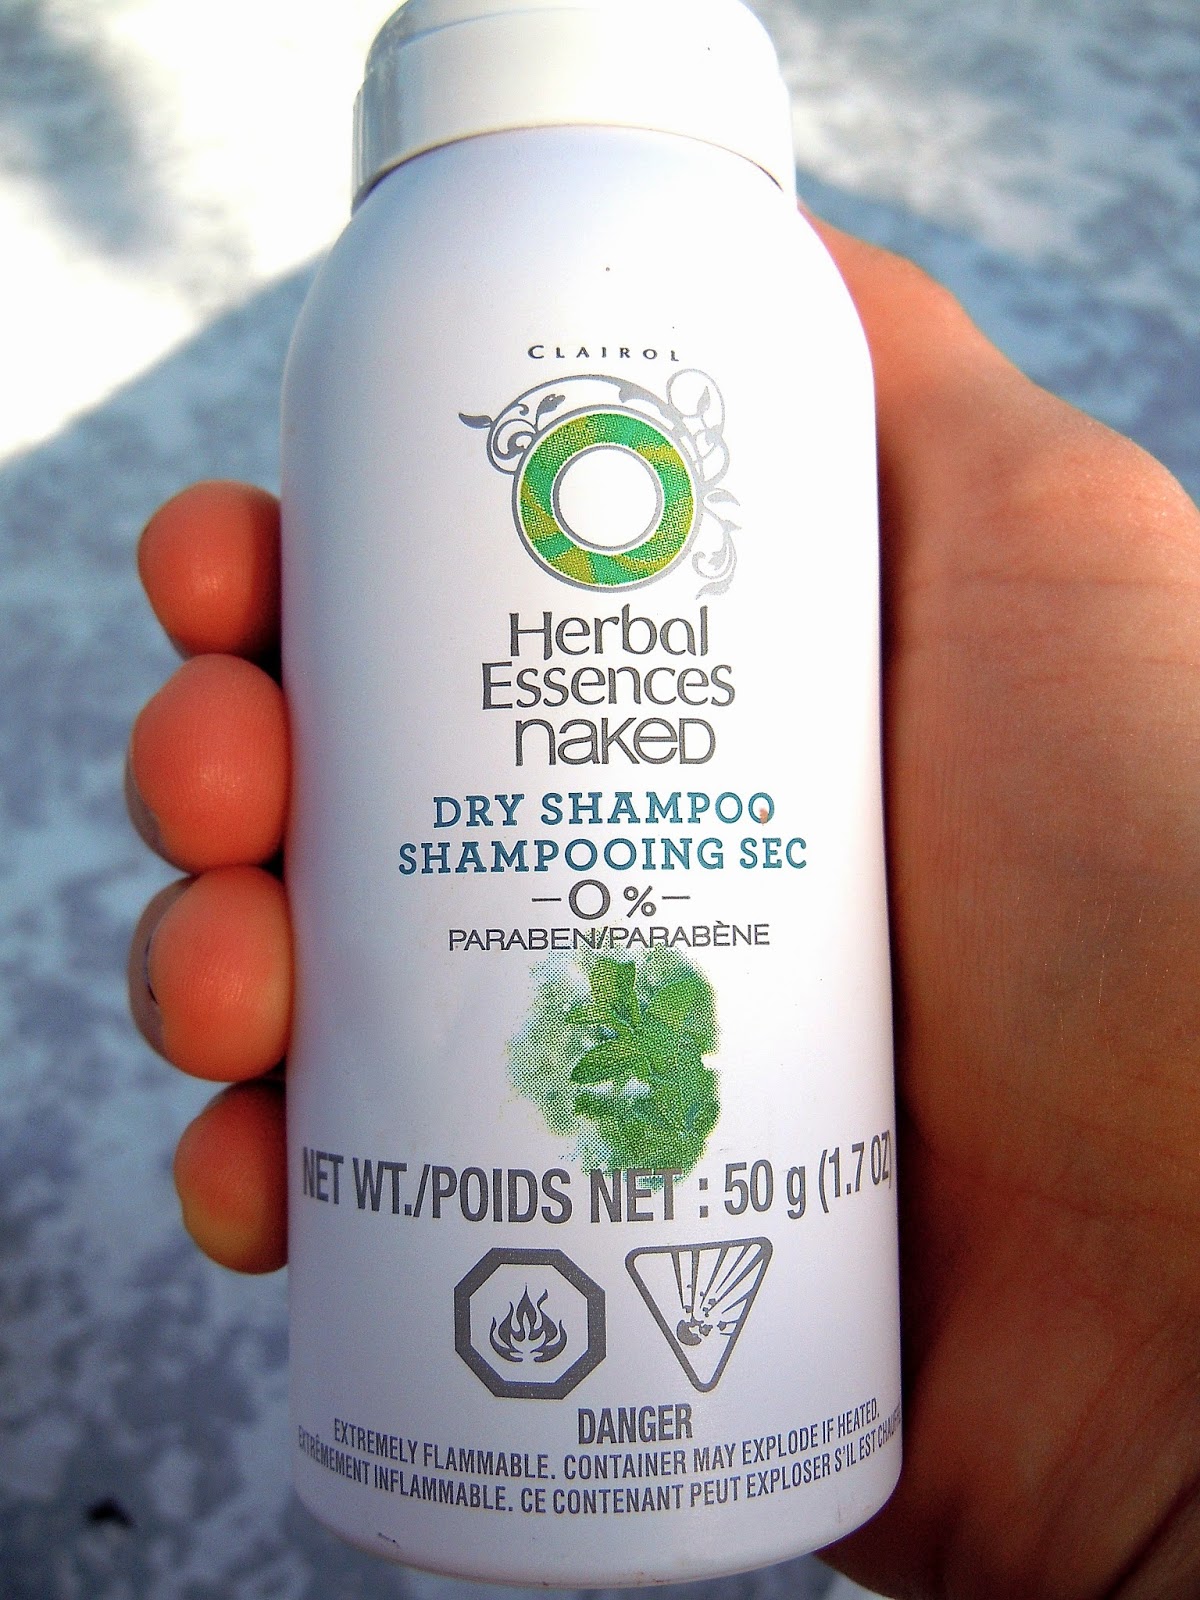 CLAIROL
Herbal
Essences
naked
DRY SHAMPOO
SHAMPOOING SEC
-0%-
PARABEN/PARABÈNE
NET WT./POIDS NET : 50 g (1.7 OZ)
DANGER
EXTREMELY FLAMMABLE. CONTAINER MAY EXPLODE IF HEATED.
EXTRÊMEMENT INFLAMMABLE. CE CONTENANT PEUT EXPLOSER S'IL EST